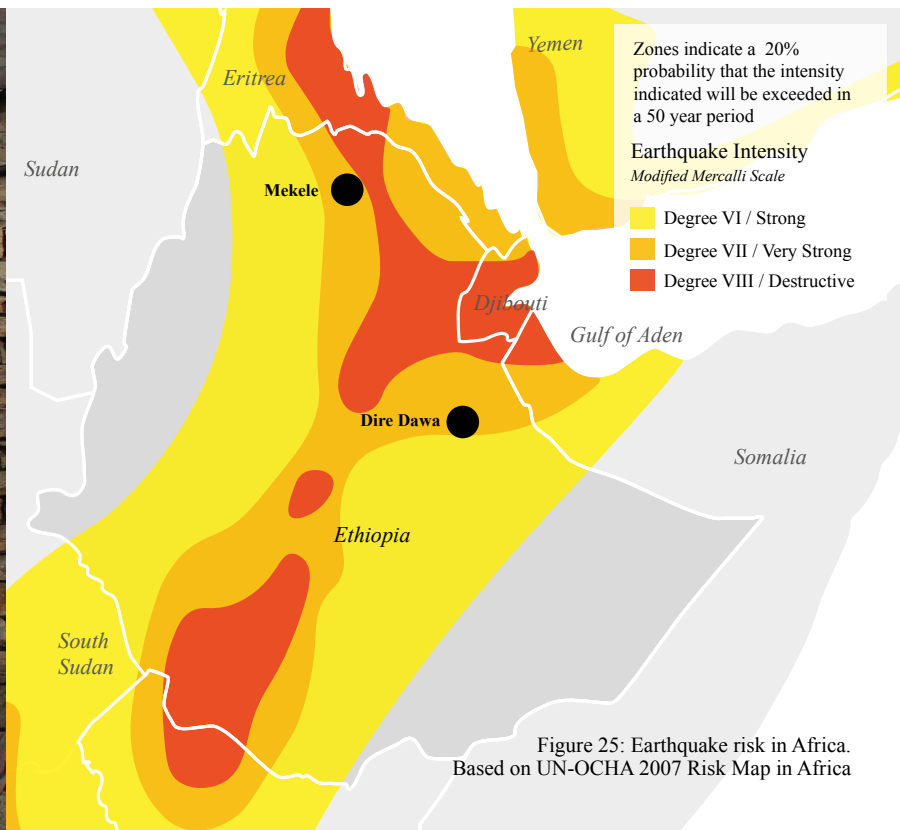 Yemen
Zones indicate a 20%
probability that the intensity
indicated will be exceeded in
a 50 year period
Earthquake Intensity
Modified Mercalli Scale
Degree VI / Strong
Degree VII / Very Strong
Degree VIII / Destructive
Eritrea
Sudan
Mekele
Djibouti
Gulf of Aden
Dire Dawa
Somalia
Ethiopia
South
Sudan
Figure 25: Earthquake risk in Africa.
Based on UN-OCHA 2007 Risk Map in Africa